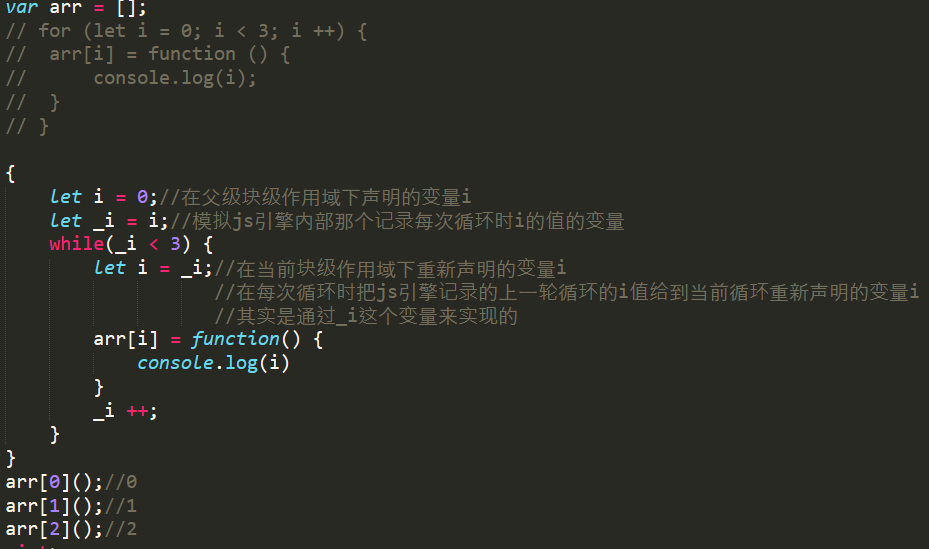 var arr = [];
// for (let i = 0; i < 3; i ++) {
//  arr[i] = function () {
//      console.log(i);
//  }
// }
{
    let i = 0;//在父级块级作用域下声明的变量i
    let _i = i;//模拟js引擎内部那个记录每次循环时i的值的变量
    while(_i < 3) {
        let i = _i;//在当前块级作用域下重新声明的变量i
                   //在每次循环时把js引擎记录的上一轮循环的i值给到当前循环重新声明的变量i
                   //其实是通过_i这个变量来实现的
        arr[i] = function() {
            console.log(i)
        }
        _i ++;
    }
}
arr[0]();//0
arr[1]();//1
arr[2]();//2